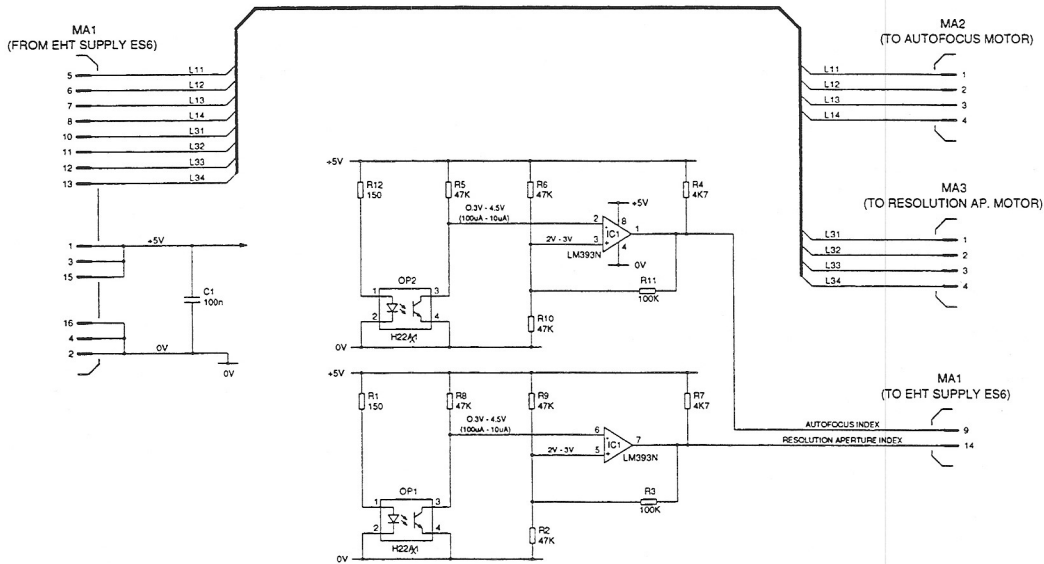 MA1
(FROM EHT SUPPLY ES6)
5 L11
6 L12
7 L13
8 L14
10 L31
11 L32
12 L33
13 L34
1 +5V
3
15
C1
100n
16
4
2 0V
0V
MA2
(TO AUTOFOCUS MOTOR)
L11 1
L12 2
L13 3
L14 4
MA3
(TO RESOLUTION AP. MOTOR)
L31 1
L32 2
L33 3
L34 4
+5V
R12
150
R5
47K
R6
47K
R4
4K7
0.3V - 4.5V
(100uA - 10uA)
+5V
2
8
IC1
1
2V - 3V
3
4
LM393N
0V
R11
100K
OP2
1
3
2
4
H22A1
R10
47K
0V
+5V
R1
150
R8
47K
R9
47K
R7
4K7
0.3V - 4.5V
(100uA - 10uA)
6
IC1
7
2V - 3V
5
LM393N
R3
100K
OP1
1
3
2
4
H22A1
R2
47K
0V
MA1
(TO EHT SUPPLY ES6)
AUTOFOCUS INDEX 9
RESOLUTION APERTURE INDEX 14